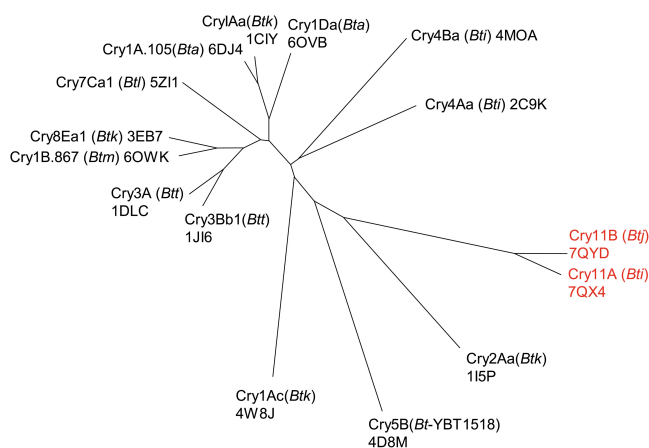 CryIAa(Btk)
1CIY
Cry1Da(Bta)
6OVB
Cry1A.105(Bta) 6DJ4
Cry7Ca1 (Btl) 5ZI1
Cry4Ba (Bti) 4MOA
Cry4Aa (Bti) 2C9K
Cry8Ea1 (Btk) 3EB7
Cry1B.867 (Btm) 6OWK
Cry3A (Btt)
1DLC
Cry3Bb1(Btt)
1JI6
Cry11B (Btj)
7QYD
Cry11A (Bti)
7QX4
Cry2Aa(Btk)
1I5P
Cry1Ac(Btk)
4W8J
Cry5B(Bt-YBT1518)
4D8M